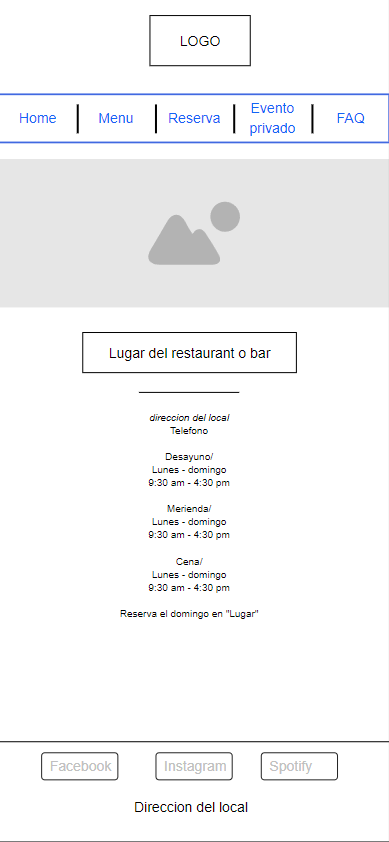 LOGO
Home
Menu
Reserva
Evento
privado
FAQ
Lugar del restaurant o bar
direccion del local
Telefono
Desayuno/
Lunes - domingo
9:30 am - 4:30 pm
Merienda/
Lunes - domingo
9:30 am - 4:30 pm
Cena/
Lunes - domingo
9:30 am - 4:30 pm
Reserva el domingo en "Lugar"
Facebook
Instagram
Spotify
Direccion del local